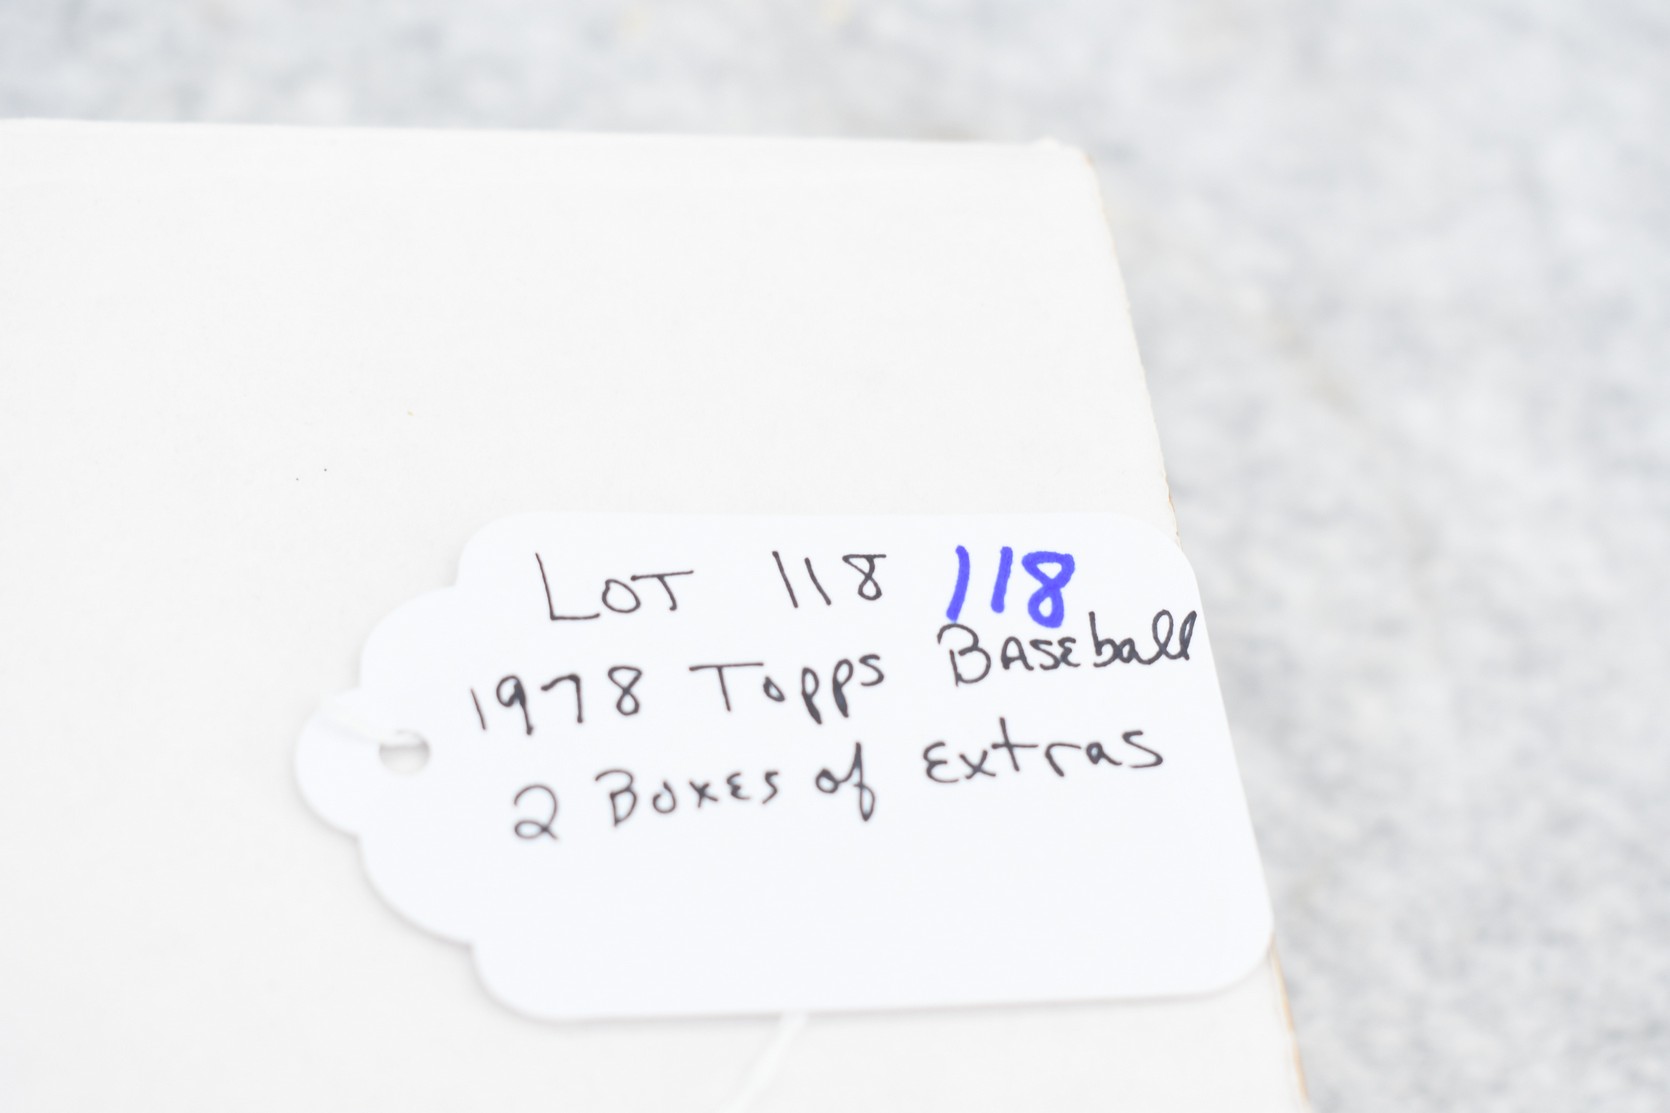 LOT 118 118
1978 Topps BASEball
2 BoxEs of Extras